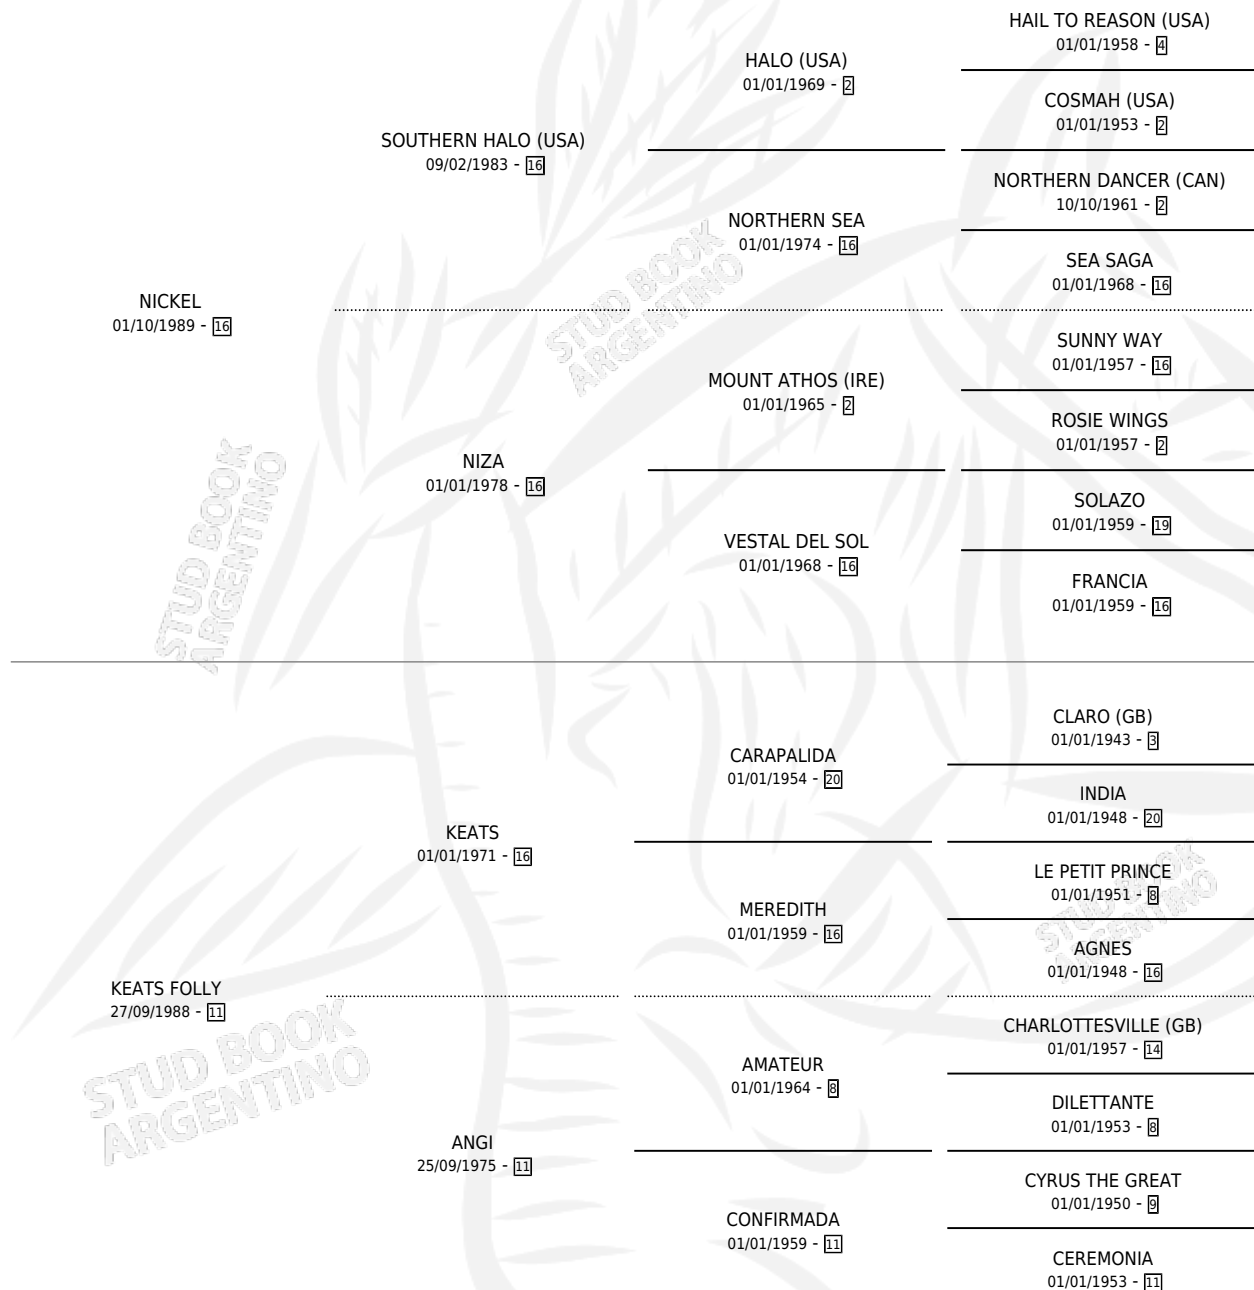 HAIL TO REASON (USA)
01/01/1958 - 4
HALO (USA)
01/01/1969 - 2
COSMAH (USA)
01/01/1953 - 2
SOUTHERN HALO (USA)
09/02/1983 - 16
NORTHERN DANCER (CAN)
10/10/1961 - 2
NORTHERN SEA
01/01/1974 - 16
SEA SAGA
01/01/1968 - 16
NICKEL
01/10/1989 - 16
SUNNY WAY
01/01/1957 - 16
MOUNT ATHOS (IRE)
01/01/1965 - 2
ROSIE WINGS
01/01/1957 - 2
NIZA
01/01/1978 - 16
SOLAZO
01/01/1959 - 19
VESTAL DEL SOL
01/01/1968 - 16
FRANCIA
01/01/1959 - 16
CLARO (GB)
01/01/1943 - 3
CARAPALIDA
01/01/1954 - 20
INDIA
01/01/1948 - 20
KEATS
01/01/1971 - 16
LE PETIT PRINCE
01/01/1951 - 8
MEREDITH
01/01/1959 - 16
AGNES
01/01/1948 - 16
KEATS FOLLY
27/09/1988 - 11
CHARLOTTESVILLE (GB)
01/01/1957 - 14
AMATEUR
01/01/1964 - 8
DILETTANTE
01/01/1953 - 8
ANGI
25/09/1975 - 11
CYRUS THE GREAT
01/01/1950 - 9
CONFIRMADA
01/01/1959 - 11
CEREMONIA
01/01/1953 - 11
STUD BOOK
ARGENTINO
STUD BOOK
ARGENTINO
STUD BOOK
ARGENTINO
STUD BOOK
ARGENTINO